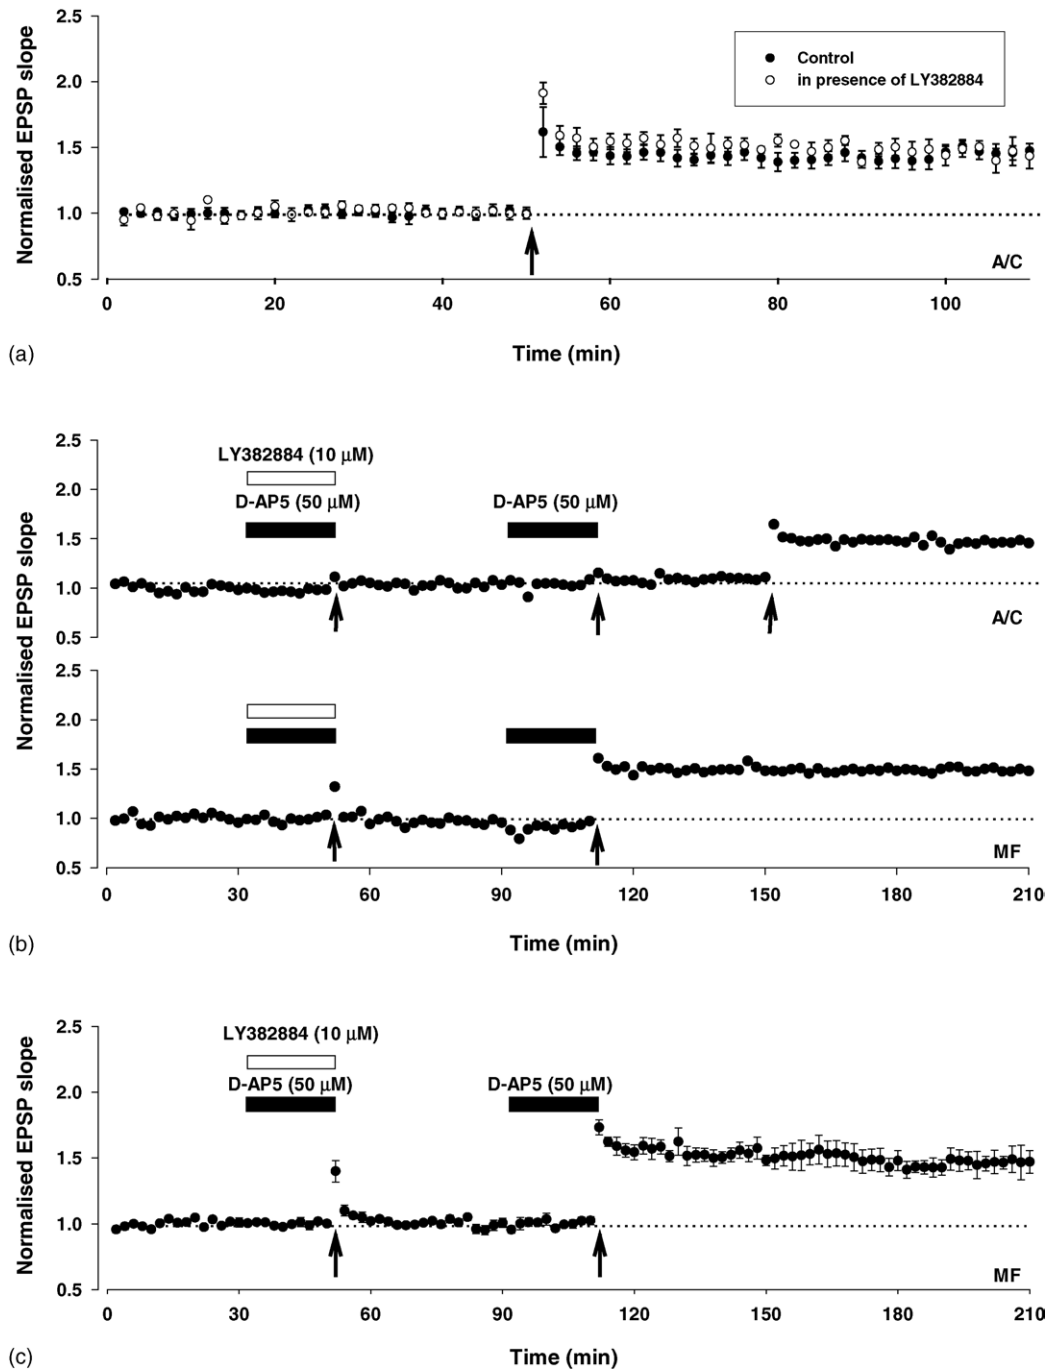 2.5
2.0
1.5
1.0
0.5
Normalised EPSP slope
Control
in presence of LY382884
A/C
0 20 40 60 80 100
(a)
Time (min)
2.5
2.0
1.5
1.0
0.5
LY382884 (10 μM)
D-AP5 (50 μM) D-AP5 (50 μM)
A/C
Normalised EPSP slope
2.5
2.0
1.5
1.0
0.5
MF
0 30 60 90 120 150 180 210
(b)
Time (min)
2.5
2.0
1.5
1.0
0.5
Normalised EPSP slope
LY382884 (10 μM)
D-AP5 (50 μM) D-AP5 (50 μM)
MF
0 30 60 90 120 150 180 210
(c)
Time (min)